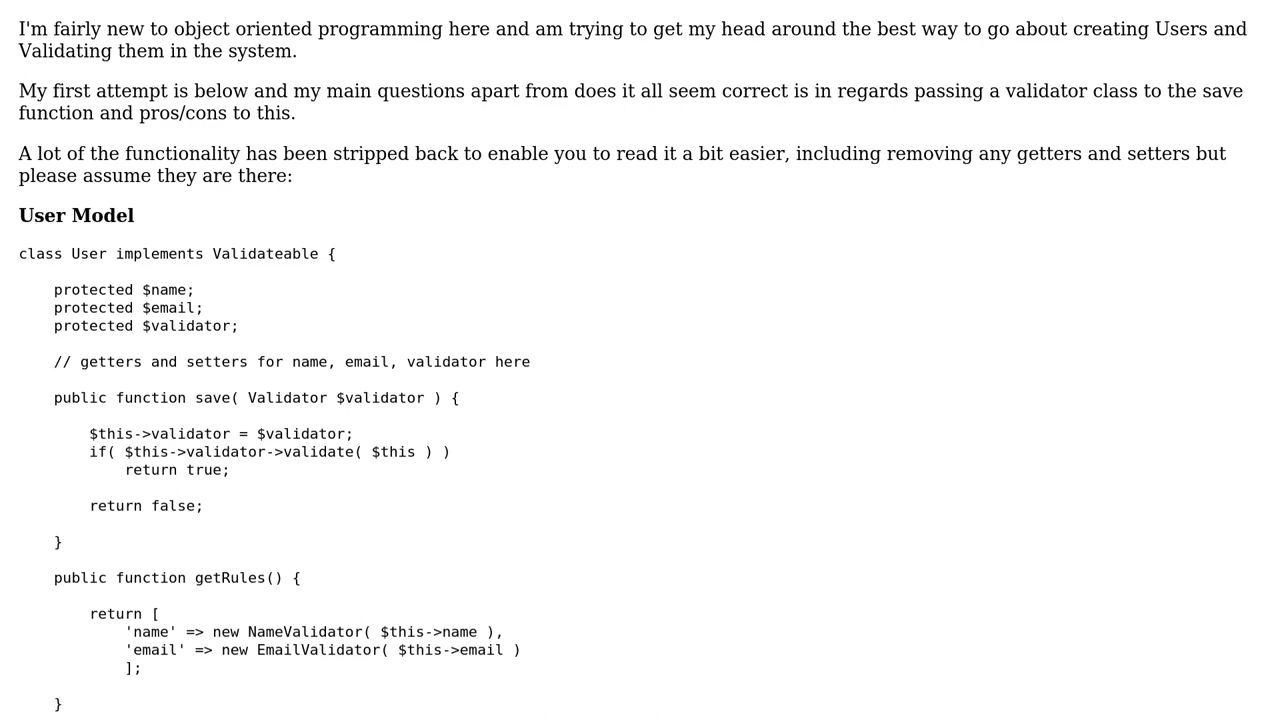 I'm fairly new to object oriented programming here and am trying to get my head around the best way to go about creating Users and
Validating them in the system.
My first attempt is below and my main questions apart from does it all seem correct is in regards passing a validator class to the save
function and pros/cons to this.
A lot of the functionality has been stripped back to enable you to read it a bit easier, including removing any getters and setters but
please assume they are there:
User Model
class User implements Validateable {
    protected $name;
    protected $email;
    protected $validator;
    // getters and setters for name, email, validator here
    public function save( Validator $validator ) {
        $this->validator = $validator;
        if( $this->validator->validate( $this ) )
            return true;
        return false;
    }
    public function getRules() {
        return [
            'name' => new NameValidator( $this->name ),
            'email' => new EmailValidator( $this->email )
            ];
    }